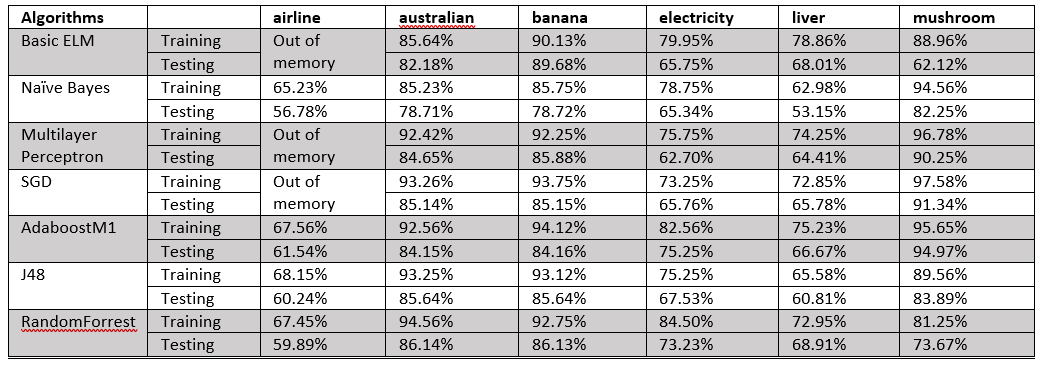 Algorithms airline australian banana electricity liver mushroom
Basic ELM Training Out of 85.64% 90.13% 79.95% 78.86% 88.96%
Testing memory 82.18% 89.68% 65.75% 68.01% 62.12%
Naïve Bayes Training 65.23% 85.23% 85.75% 78.75% 62.98% 94.56%
Testing 56.78% 78.71% 78.72% 65.34% 53.15% 82.25%
Multilayer Training Out of 92.42% 92.25% 75.75% 74.25% 96.78%
Perceptron Testing memory 84.65% 85.88% 62.70% 64.41% 90.25%
SGD Training Out of 93.26% 93.75% 73.25% 72.85% 97.58%
Testing memory 85.14% 85.15% 65.76% 65.78% 91.34%
AdaboostM1 Training 67.56% 92.56% 94.12% 82.56% 75.23% 95.65%
Testing 61.54% 84.15% 84.16% 75.25% 66.67% 94.97%
J48 Training 68.15% 93.25% 93.12% 75.25% 65.58% 89.56%
Testing 60.24% 85.64% 85.64% 67.53% 60.81% 83.89%
RandomForrest Training 67.45% 94.56% 92.75% 84.50% 72.95% 81.25%
Testing 59.89% 86.14% 86.13% 73.23% 68.91% 73.67%